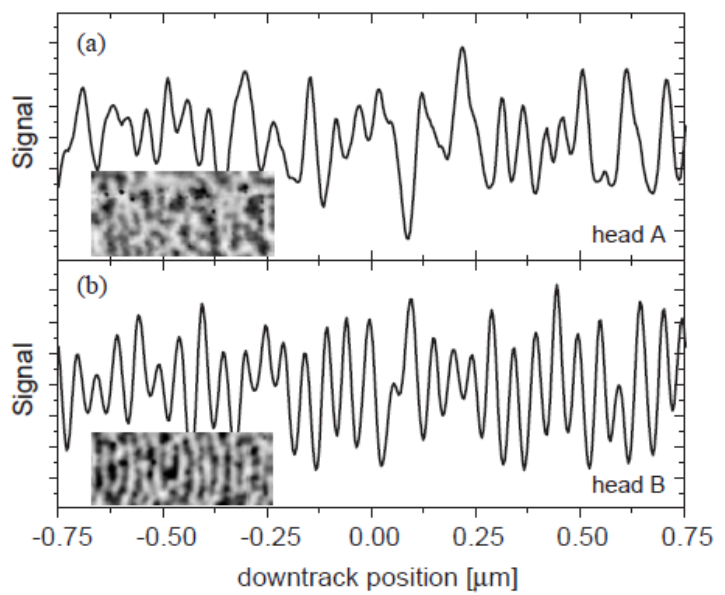 (a)
Signal
head A
(b)
Signal
head B
-0.75 -0.50 -0.25 0.00 0.25 0.50 0.75
downtrack position [μm]